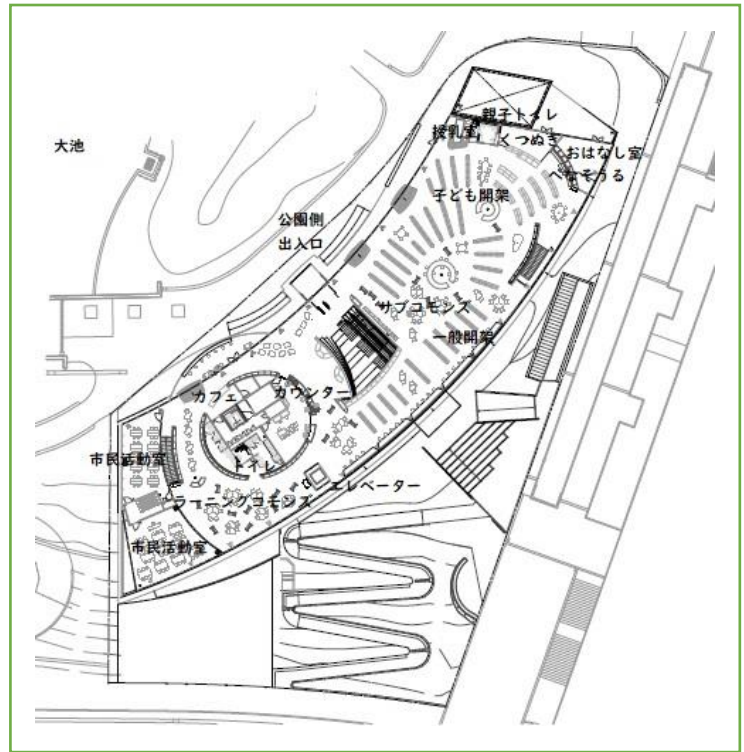 親子トイレ
授乳室
くつぬぎ
おはなし室
へなそうる
大池
子ども開架
公園側
出入口
サブコモンズ
一般開架
カフェ
カウンター
市民活動室
トイレ
エレベーター
ラーニングコモンズ
市民活動室